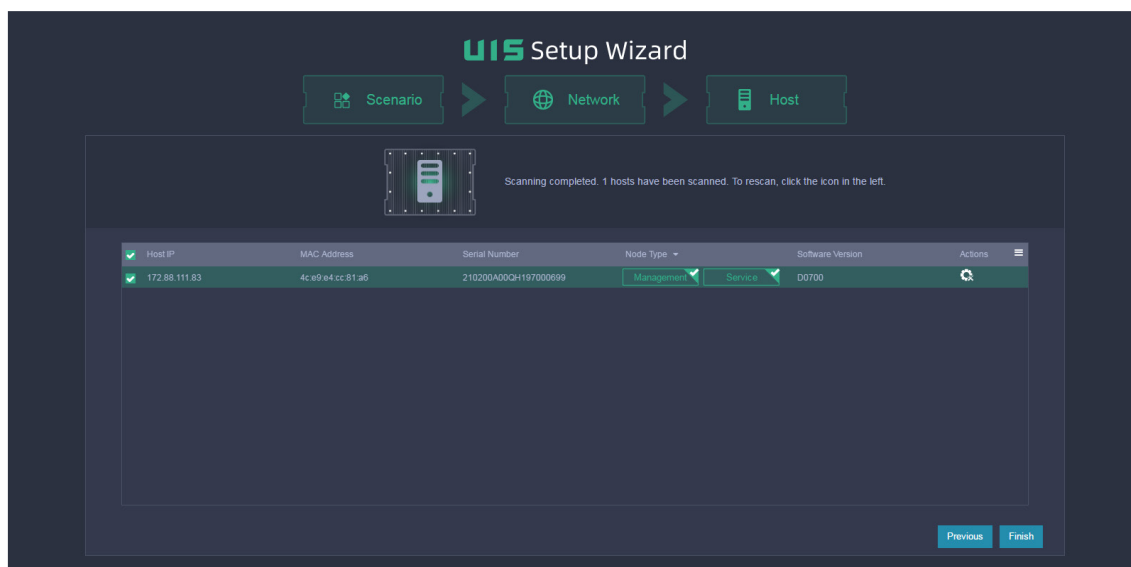 UIS Setup Wizard
Scenario Network Host
Scanning completed. 1 hosts have been scanned. To rescan, click the icon in the left.
Host IP MAC Address Serial Number Node Type Software Version Actions
172.88.111.83 4c:e9:e4:cc:81:a6 210200A00QH197000699 Management Service D0700
Previous Finish